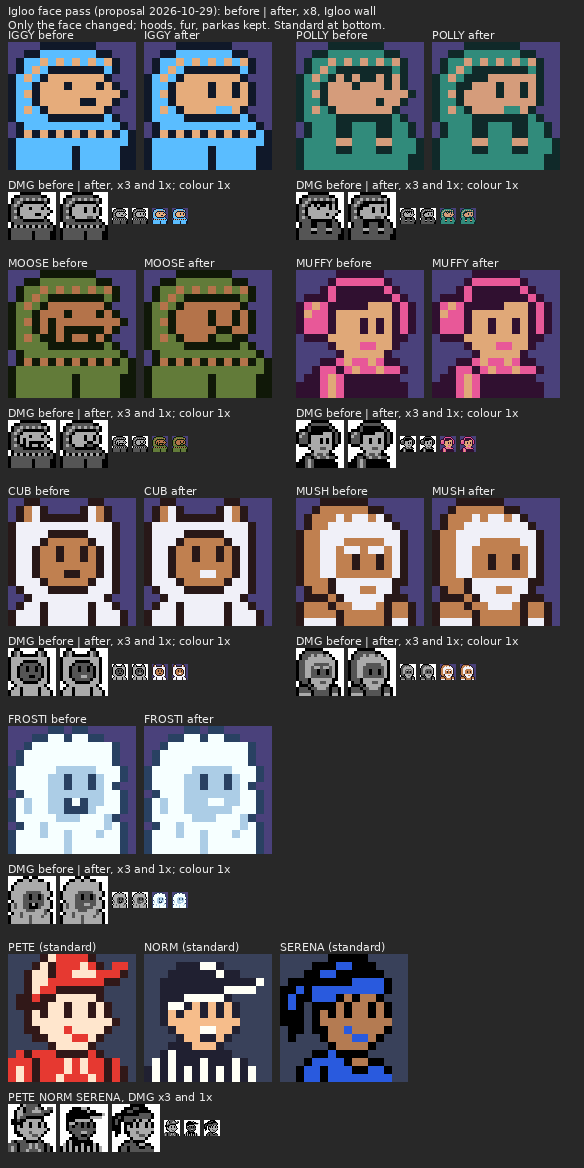 Igloo face pass (proposal 2026-10-29): before | after, x8, Igloo wall
Only the face changed; hoods, fur, parkas kept. Standard at bottom.
IGGY before
IGGY after
POLLY before
POLLY after
DMG before | after, x3 and 1x; colour 1x
DMG before | after, x3 and 1x; colour 1x
MOOSE before
MOOSE after
MUFFY before
MUFFY after
DMG before | after, x3 and 1x; colour 1x
DMG before | after, x3 and 1x; colour 1x
CUB before
CUB after
MUSH before
MUSH after
DMG before | after, x3 and 1x; colour 1x
DMG before | after, x3 and 1x; colour 1x
FROSTI before
FROSTI after
DMG before | after, x3 and 1x; colour 1x
PETE (standard)
NORM (standard)
SERENA (standard)
PETE NORM SERENA, DMG x3 and 1x